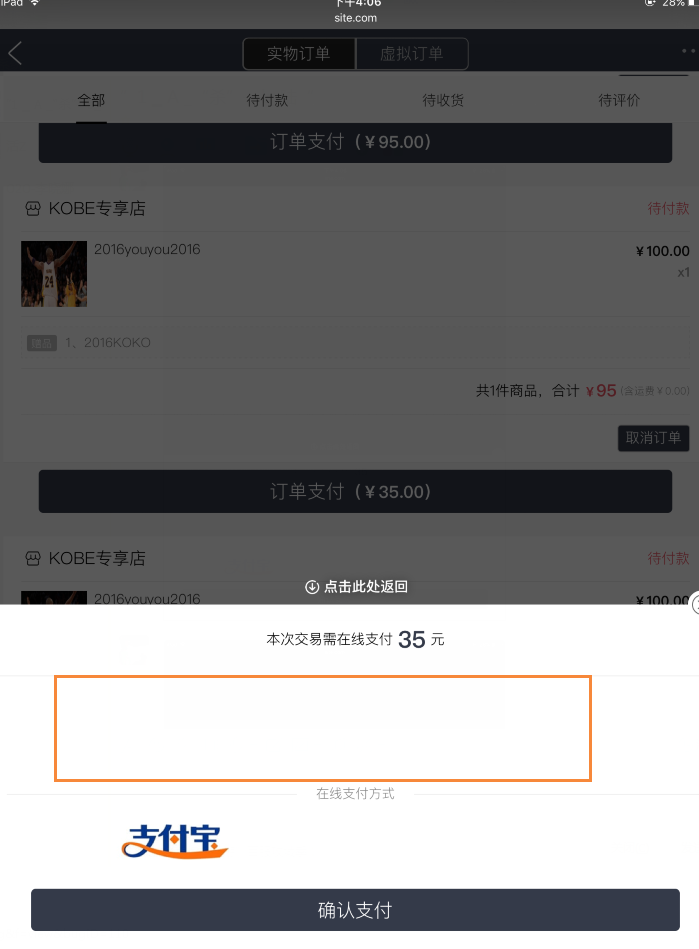 iPad
下午4:06
28%
site.com
实物订单
虚拟订单
全部
待付款
待收货
待评价
订单支付（￥95.00）
KOBE专享店
待付款
2016youyou2016
￥100.00
x1
24
赠品 1、2016KOKO
共1件商品，合计 ￥95 (含运费￥0.00)
取消订单
订单支付（￥35.00）
KOBE专享店
待付款
点击此处返回
2016youyou2016
￥100.00
本次交易需在线支付 35 元
在线支付方式
支付宝
确认支付